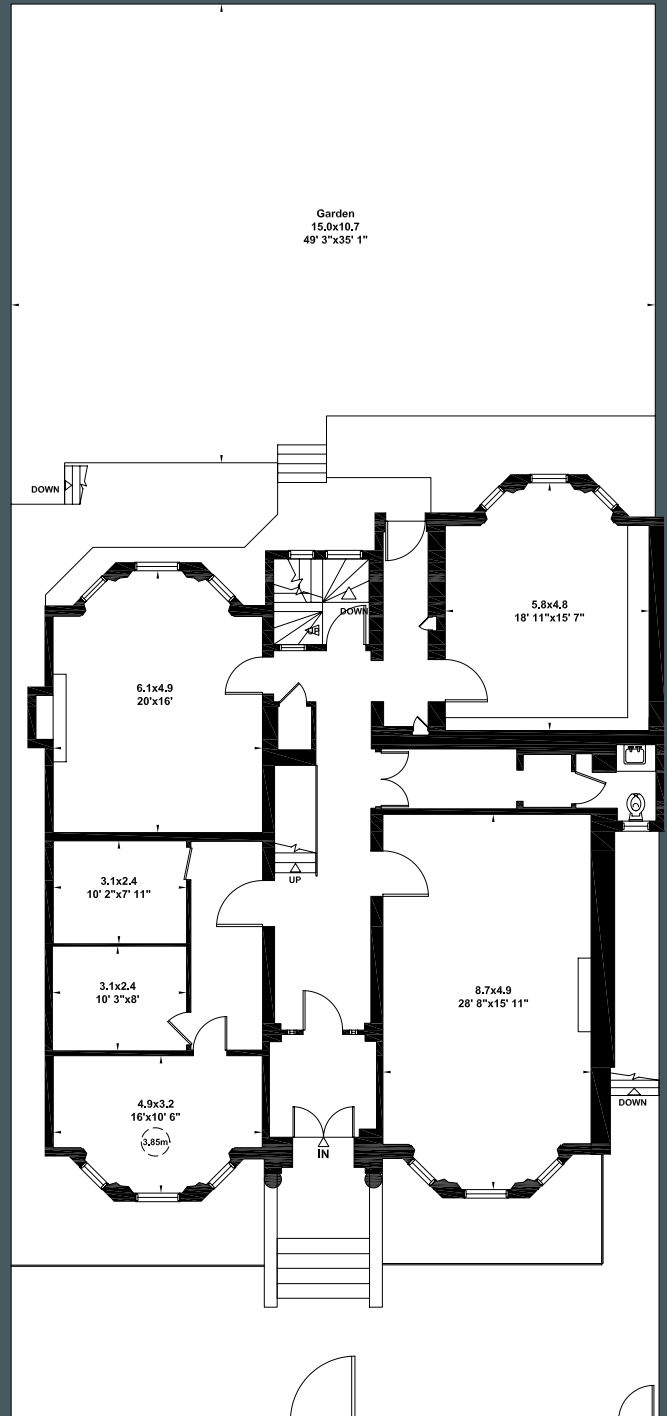 Garden
15.0x10.7
49' 3"x35' 1"
DOWN
5.8x4.8
18' 11"x15' 7"
DOWN
UP
6.1x4.9
20'x16'
UP
3.1x2.4
10' 2"x7' 11"
3.1x2.4
10' 3"x8'
8.7x4.9
28' 8"x15' 11"
4.9x3.2
16'x10' 6"
3.85m
DOWN
IN